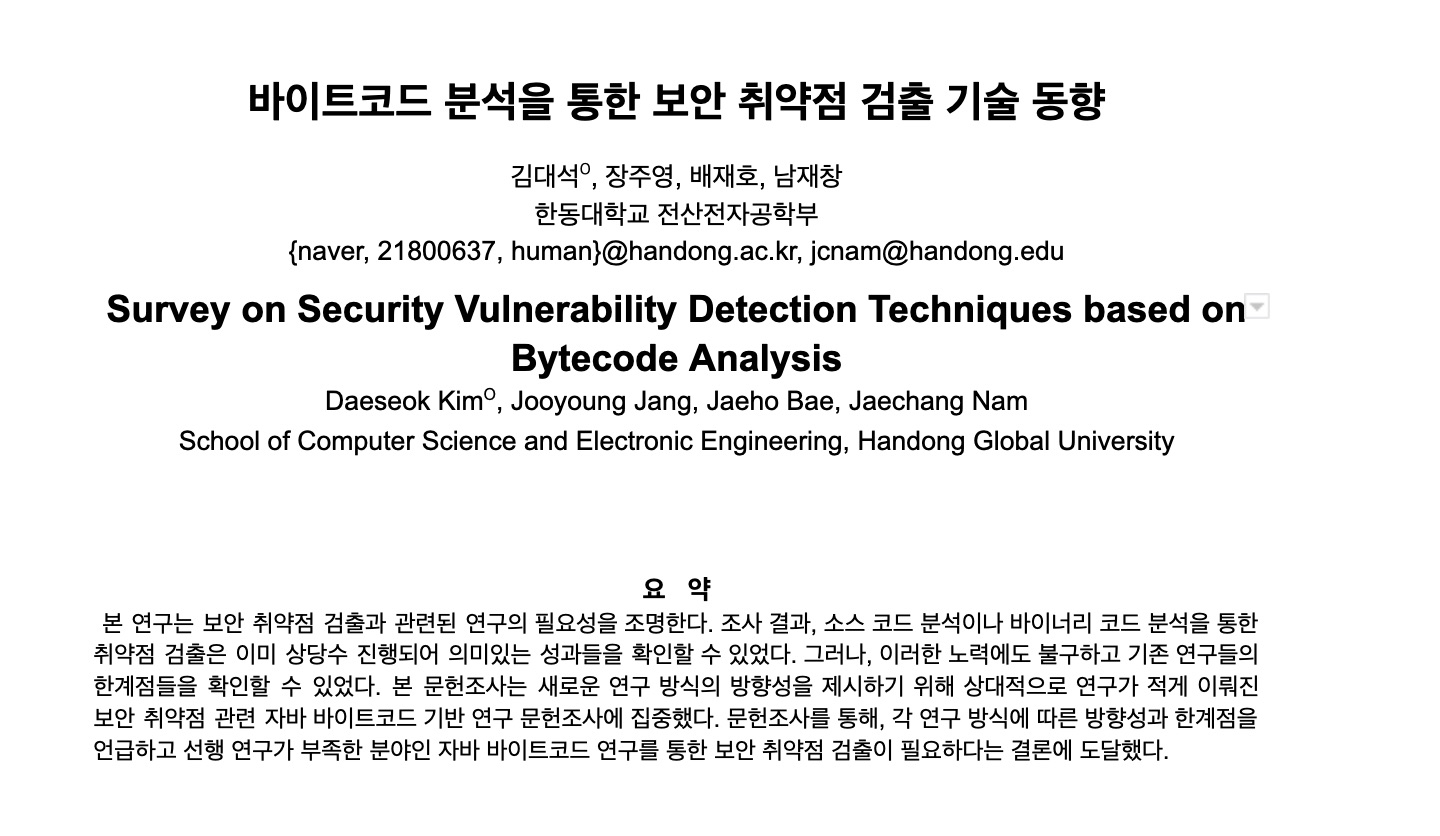 바이트코드 분석을 통한 보안 취약점 검출 기술 동향
김대석O, 장주영, 배재호, 남재창
한동대학교 전산전자공학부
{naver, 21800637, human}@handong.ac.kr, jcnam@handong.edu
Survey on Security Vulnerability Detection Techniques based on
Bytecode Analysis
Daeseok KimO, Jooyoung Jang, Jaeho Bae, Jaechang Nam
School of Computer Science and Electronic Engineering, Handong Global University
요 약
본 연구는 보안 취약점 검출과 관련된 연구의 필요성을 조명한다. 조사 결과, 소스 코드 분석이나 바이너리 코드 분석을 통한
취약점 검출은 이미 상당수 진행되어 의미있는 성과들을 확인할 수 있었다. 그러나, 이러한 노력에도 불구하고 기존 연구들의
한계점들을 확인할 수 있었다. 본 문헌조사는 새로운 연구 방식의 방향성을 제시하기 위해 상대적으로 연구가 적게 이뤄진
보안 취약점 관련 자바 바이트코드 기반 연구 문헌조사에 집중했다. 문헌조사를 통해, 각 연구 방식에 따른 방향성과 한계점을
언급하고 선행 연구가 부족한 분야인 자바 바이트코드 연구를 통한 보안 취약점 검출이 필요하다는 결론에 도달했다.